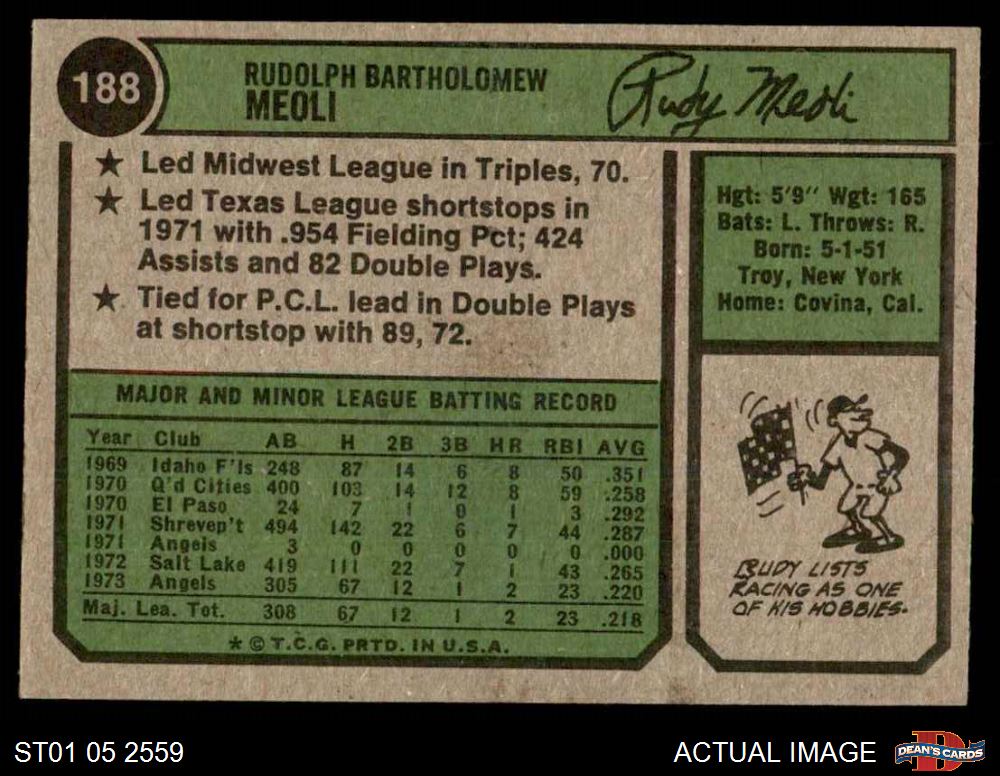 188
RUDOLPH BARTHOLOMEW
MEOLI
Rudy Meoli
★ Led Midwest League in Triples, 70.
★ Led Texas League shortstops in
1971 with .954 Fielding Pct; 424
Assists and 82 Double Plays.
★ Tied for P.C.L. lead in Double Plays
at shortstop with 89, 72.
Hgt: 5'9" Wgt: 165
Bats: L. Throws: R.
Born: 5-1-51
Troy, New York
Home: Covina, Cal.
MAJOR AND MINOR LEAGUE BATTING RECORD
Year Club AB H 2B 3B HR RBI AVG
1969 Idaho F'ls 248 87 14 6 8 50 .351
1970 Q'd Cities 400 103 14 12 8 59 .258
1970 El Paso 24 7 1 0 1 3 .292
1971 Shrevep't 494 142 22 6 7 44 .287
1971 Angels 3 0 0 0 0 0 .000
1972 Salt Lake 419 111 22 7 1 43 .265
1973 Angels 305 67 12 1 2 23 .220
Maj. Lea. Tot. 308 67 12 1 2 23 .218
★ © T.C.G. PRTD. IN U.S.A.
RUDY LISTS
RACING AS ONE
OF HIS HOBBIES.
ST01 05 2559
ACTUAL IMAGE
DEAN'S CARDS